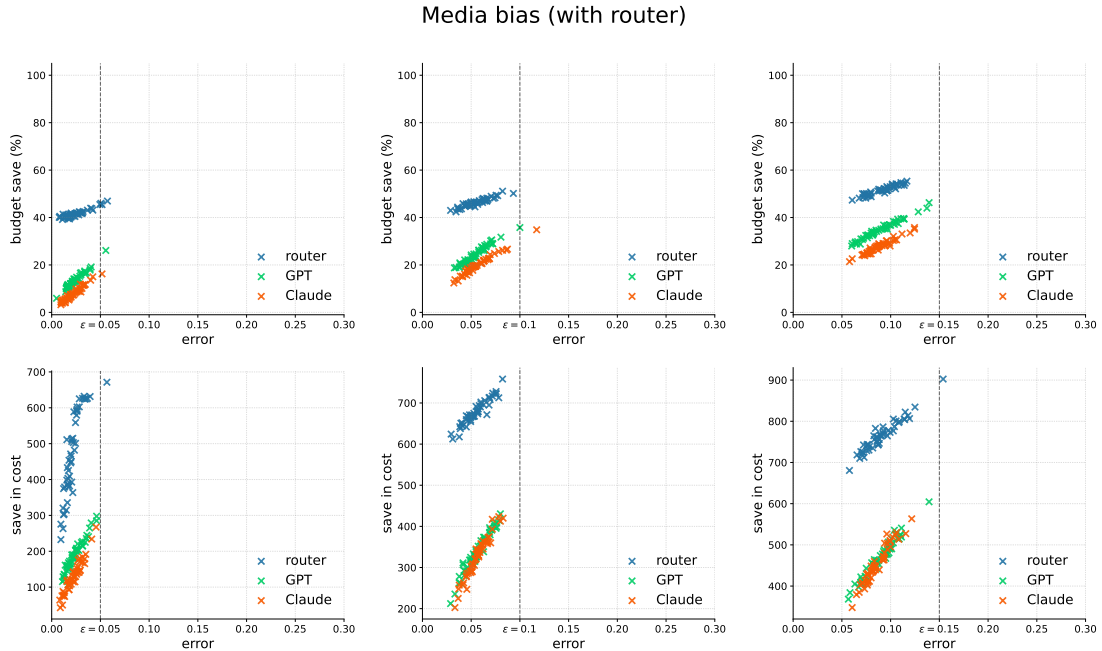 Media bias (with router)
budget save (%)
100
80
60
40
20
0
router
GPT
Claude
0.00
ε = 0.05
0.10
0.15
0.20
0.25
0.30
error
budget save (%)
100
80
60
40
20
0
router
GPT
Claude
0.00
0.05
ε = 0.1
0.15
0.20
0.25
0.30
error
budget save (%)
100
80
60
40
20
0
router
GPT
Claude
0.00
0.05
0.10
ε = 0.15
0.20
0.25
0.30
error
save in cost
700
600
500
400
300
200
100
router
GPT
Claude
0.00
ε = 0.05
0.10
0.15
0.20
0.25
0.30
error
save in cost
700
600
500
400
300
200
router
GPT
Claude
0.00
0.05
ε = 0.1
0.15
0.20
0.25
0.30
error
save in cost
900
800
700
600
500
400
router
GPT
Claude
0.00
0.05
0.10
ε = 0.15
0.20
0.25
0.30
error